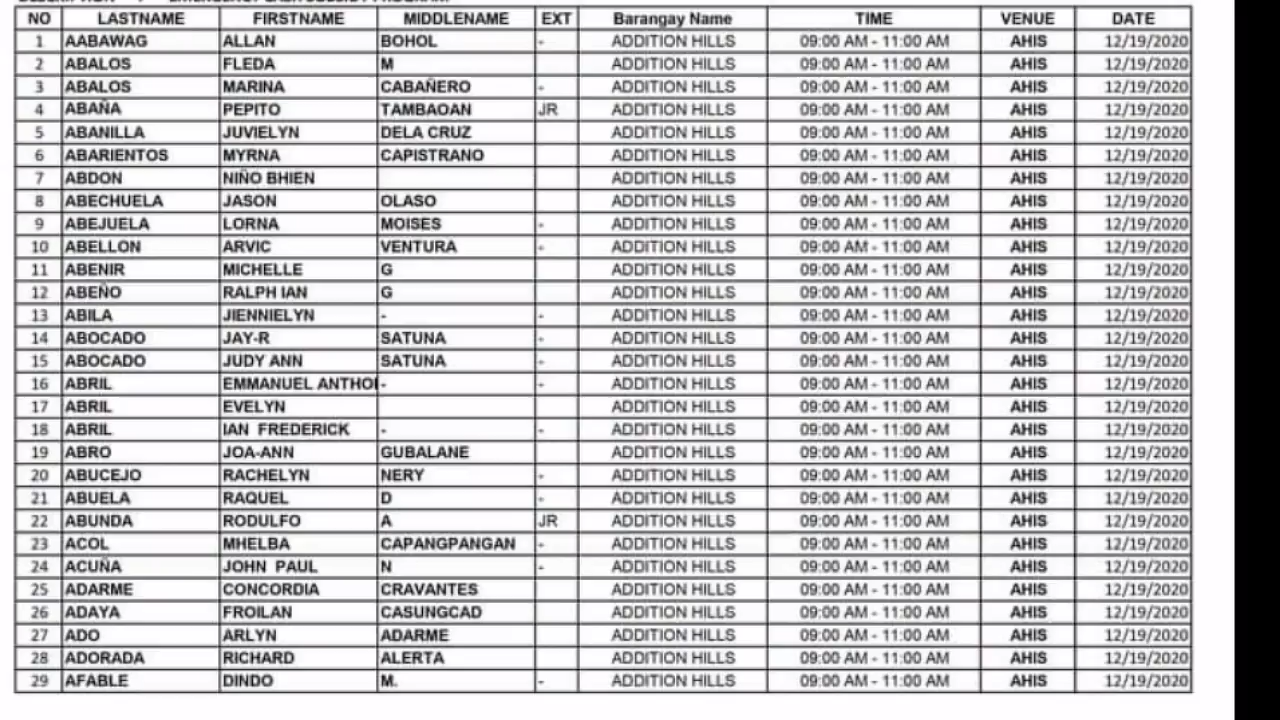 NO LASTNAME FIRSTNAME MIDDLENAME EXT Barangay Name TIME VENUE DATE
1 AABAWAG ALLAN BOHOL - ADDITION HILLS 09:00 AM - 11:00 AM AHIS 12/19/2020
2 ABALOS FLEDA M ADDITION HILLS 09:00 AM - 11:00 AM AHIS 12/19/2020
3 ABALOS MARINA CABAÑERO - ADDITION HILLS 09:00 AM - 11:00 AM AHIS 12/19/2020
4 ABAÑA PEPITO TAMBAOAN JR ADDITION HILLS 09:00 AM - 11:00 AM AHIS 12/19/2020
5 ABANILLA JUVIELYN DELA CRUZ ADDITION HILLS 09:00 AM - 11:00 AM AHIS 12/19/2020
6 ABARIENTOS MYRNA CAPISTRANO ADDITION HILLS 09:00 AM - 11:00 AM AHIS 12/19/2020
7 ABDON NIÑO BHIEN ADDITION HILLS 09:00 AM - 11:00 AM AHIS 12/19/2020
8 ABECHUELA JASON OLASO ADDITION HILLS 09:00 AM - 11:00 AM AHIS 12/19/2020
9 ABEJUELA LORNA MOISES - ADDITION HILLS 09:00 AM - 11:00 AM AHIS 12/19/2020
10 ABELLON ARVIC VENTURA - ADDITION HILLS 09:00 AM - 11:00 AM AHIS 12/19/2020
11 ABENIR MICHELLE G ADDITION HILLS 09:00 AM - 11:00 AM AHIS 12/19/2020
12 ABEÑO RALPH IAN G ADDITION HILLS 09:00 AM - 11:00 AM AHIS 12/19/2020
13 ABILA JIENNIELYN - - ADDITION HILLS 09:00 AM - 11:00 AM AHIS 12/19/2020
14 ABOCADO JAY-R SATUNA - ADDITION HILLS 09:00 AM - 11:00 AM AHIS 12/19/2020
15 ABOCADO JUDY ANN SATUNA - ADDITION HILLS 09:00 AM - 11:00 AM AHIS 12/19/2020
16 ABRIL EMMANUEL ANTHO - - ADDITION HILLS 09:00 AM - 11:00 AM AHIS 12/19/2020
17 ABRIL EVELYN ADDITION HILLS 09:00 AM - 11:00 AM AHIS 12/19/2020
18 ABRIL IAN FREDERICK - - ADDITION HILLS 09:00 AM - 11:00 AM AHIS 12/19/2020
19 ABRO JOA-ANN GUBALANE ADDITION HILLS 09:00 AM - 11:00 AM AHIS 12/19/2020
20 ABUCEJO RACHELYN NERY - ADDITION HILLS 09:00 AM - 11:00 AM AHIS 12/19/2020
21 ABUELA RAQUEL D - ADDITION HILLS 09:00 AM - 11:00 AM AHIS 12/19/2020
22 ABUNDA RODULFO A JR ADDITION HILLS 09:00 AM - 11:00 AM AHIS 12/19/2020
23 ACOL MHELBA CAPANGPANGAN - ADDITION HILLS 09:00 AM - 11:00 AM AHIS 12/19/2020
24 ACUÑA JOHN PAUL N - ADDITION HILLS 09:00 AM - 11:00 AM AHIS 12/19/2020
25 ADARME CONCORDIA CRAVANTES ADDITION HILLS 09:00 AM - 11:00 AM AHIS 12/19/2020
26 ADAYA FROILAN CASUNGCAD ADDITION HILLS 09:00 AM - 11:00 AM AHIS 12/19/2020
27 ADO ARLYN ADARME ADDITION HILLS 09:00 AM - 11:00 AM AHIS 12/19/2020
28 ADORADA RICHARD ALERTA ADDITION HILLS 09:00 AM - 11:00 AM AHIS 12/19/2020
29 AFABLE DINDO M. - ADDITION HILLS 09:00 AM - 11:00 AM AHIS 12/19/2020